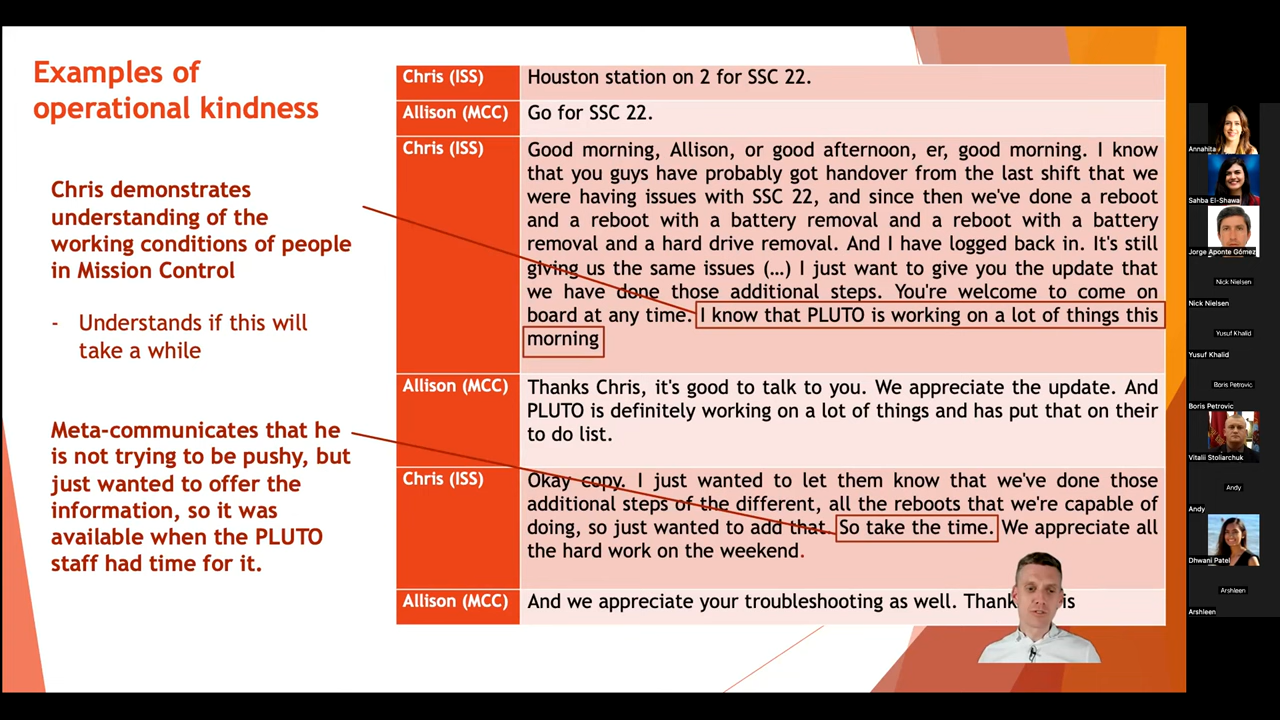 Examples of
operational kindness
Chris demonstrates
understanding of the
working conditions of people
in Mission Control
- Understands if this will
take a while
Meta-communicates that he
is not trying to be pushy, but
just wanted to offer the
information, so it was
available when the PLUTO
staff had time for it.
Chris (ISS)
Houston station on 2 for SSC 22.
Allison (MCC)
Go for SSC 22.
Chris (ISS)
Good morning, Allison, or good afternoon, er, good morning. I know
that you guys have probably got handover from the last shift that we
were having issues with SSC 22, and since then we've done a reboot
and a reboot with a battery removal and a reboot with a battery
removal and a hard drive removal. And I have logged back in. It's still
giving us the same issues (…) I just want to give you the update that
we have done those additional steps. You're welcome to come on
board at any time. I know that PLUTO is working on a lot of things this
morning
Allison (MCC)
Thanks Chris, it's good to talk to you. We appreciate the update. And
PLUTO is definitely working on a lot of things and has put that on their
to do list.
Chris (ISS)
Okay copy. I just wanted to let them know that we've done those
additional steps of the different, all the reboots that we're capable of
doing, so just wanted to add that. So take the time. We appreciate all
the hard work on the weekend.
Allison (MCC)
And we appreciate your troubleshooting as well. Thank is
Annahita
Sahba El-Shawa
Jorge Aponte Gómez
Nick Nielsen
Nick Nielsen
Yusuf Khalid
Yusuf Khalid
Boris Petrovic
Boris Petrovic
Vitalii Stoliarchuk
Andy
Andy
Dhwani Patel
Arshleen
Arshleen